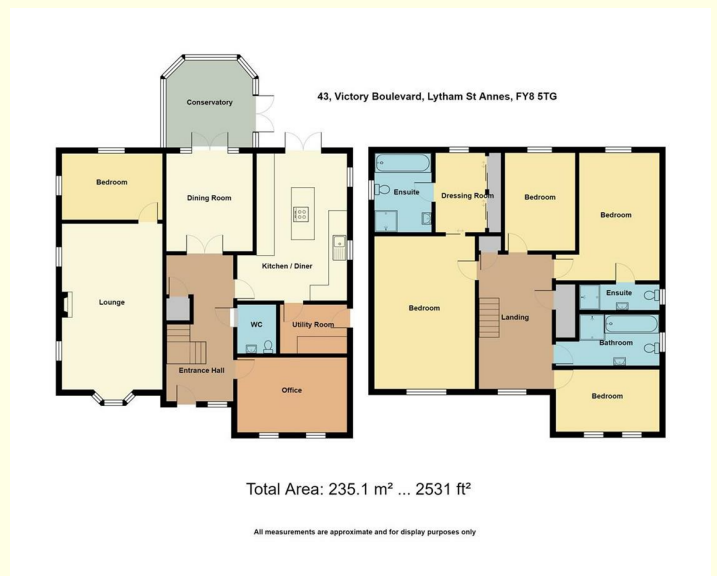 43, Victory Boulevard, Lytham St Annes, FY8 5TG
Conservatory
Bedroom
Dining Room
Kitchen / Diner
Lounge
WC
Utility Room
Entrance Hall
Office
Ensuite
Dressing Room
Bedroom
Bedroom
Bedroom
Landing
Ensuite
Bathroom
Bedroom
Total Area: 235.1 m² ... 2531 ft²
All measurements are approximate and for display purposes only